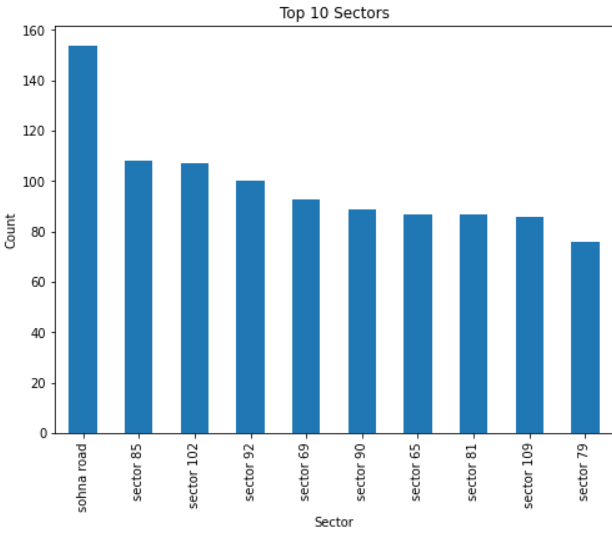 Top 10 Sectors
160
140
120
100
80
60
40
20
0
Count
sohna road
sector 85
sector 102
sector 92
sector 69
sector 90
sector 65
sector 81
sector 109
sector 79
Sector